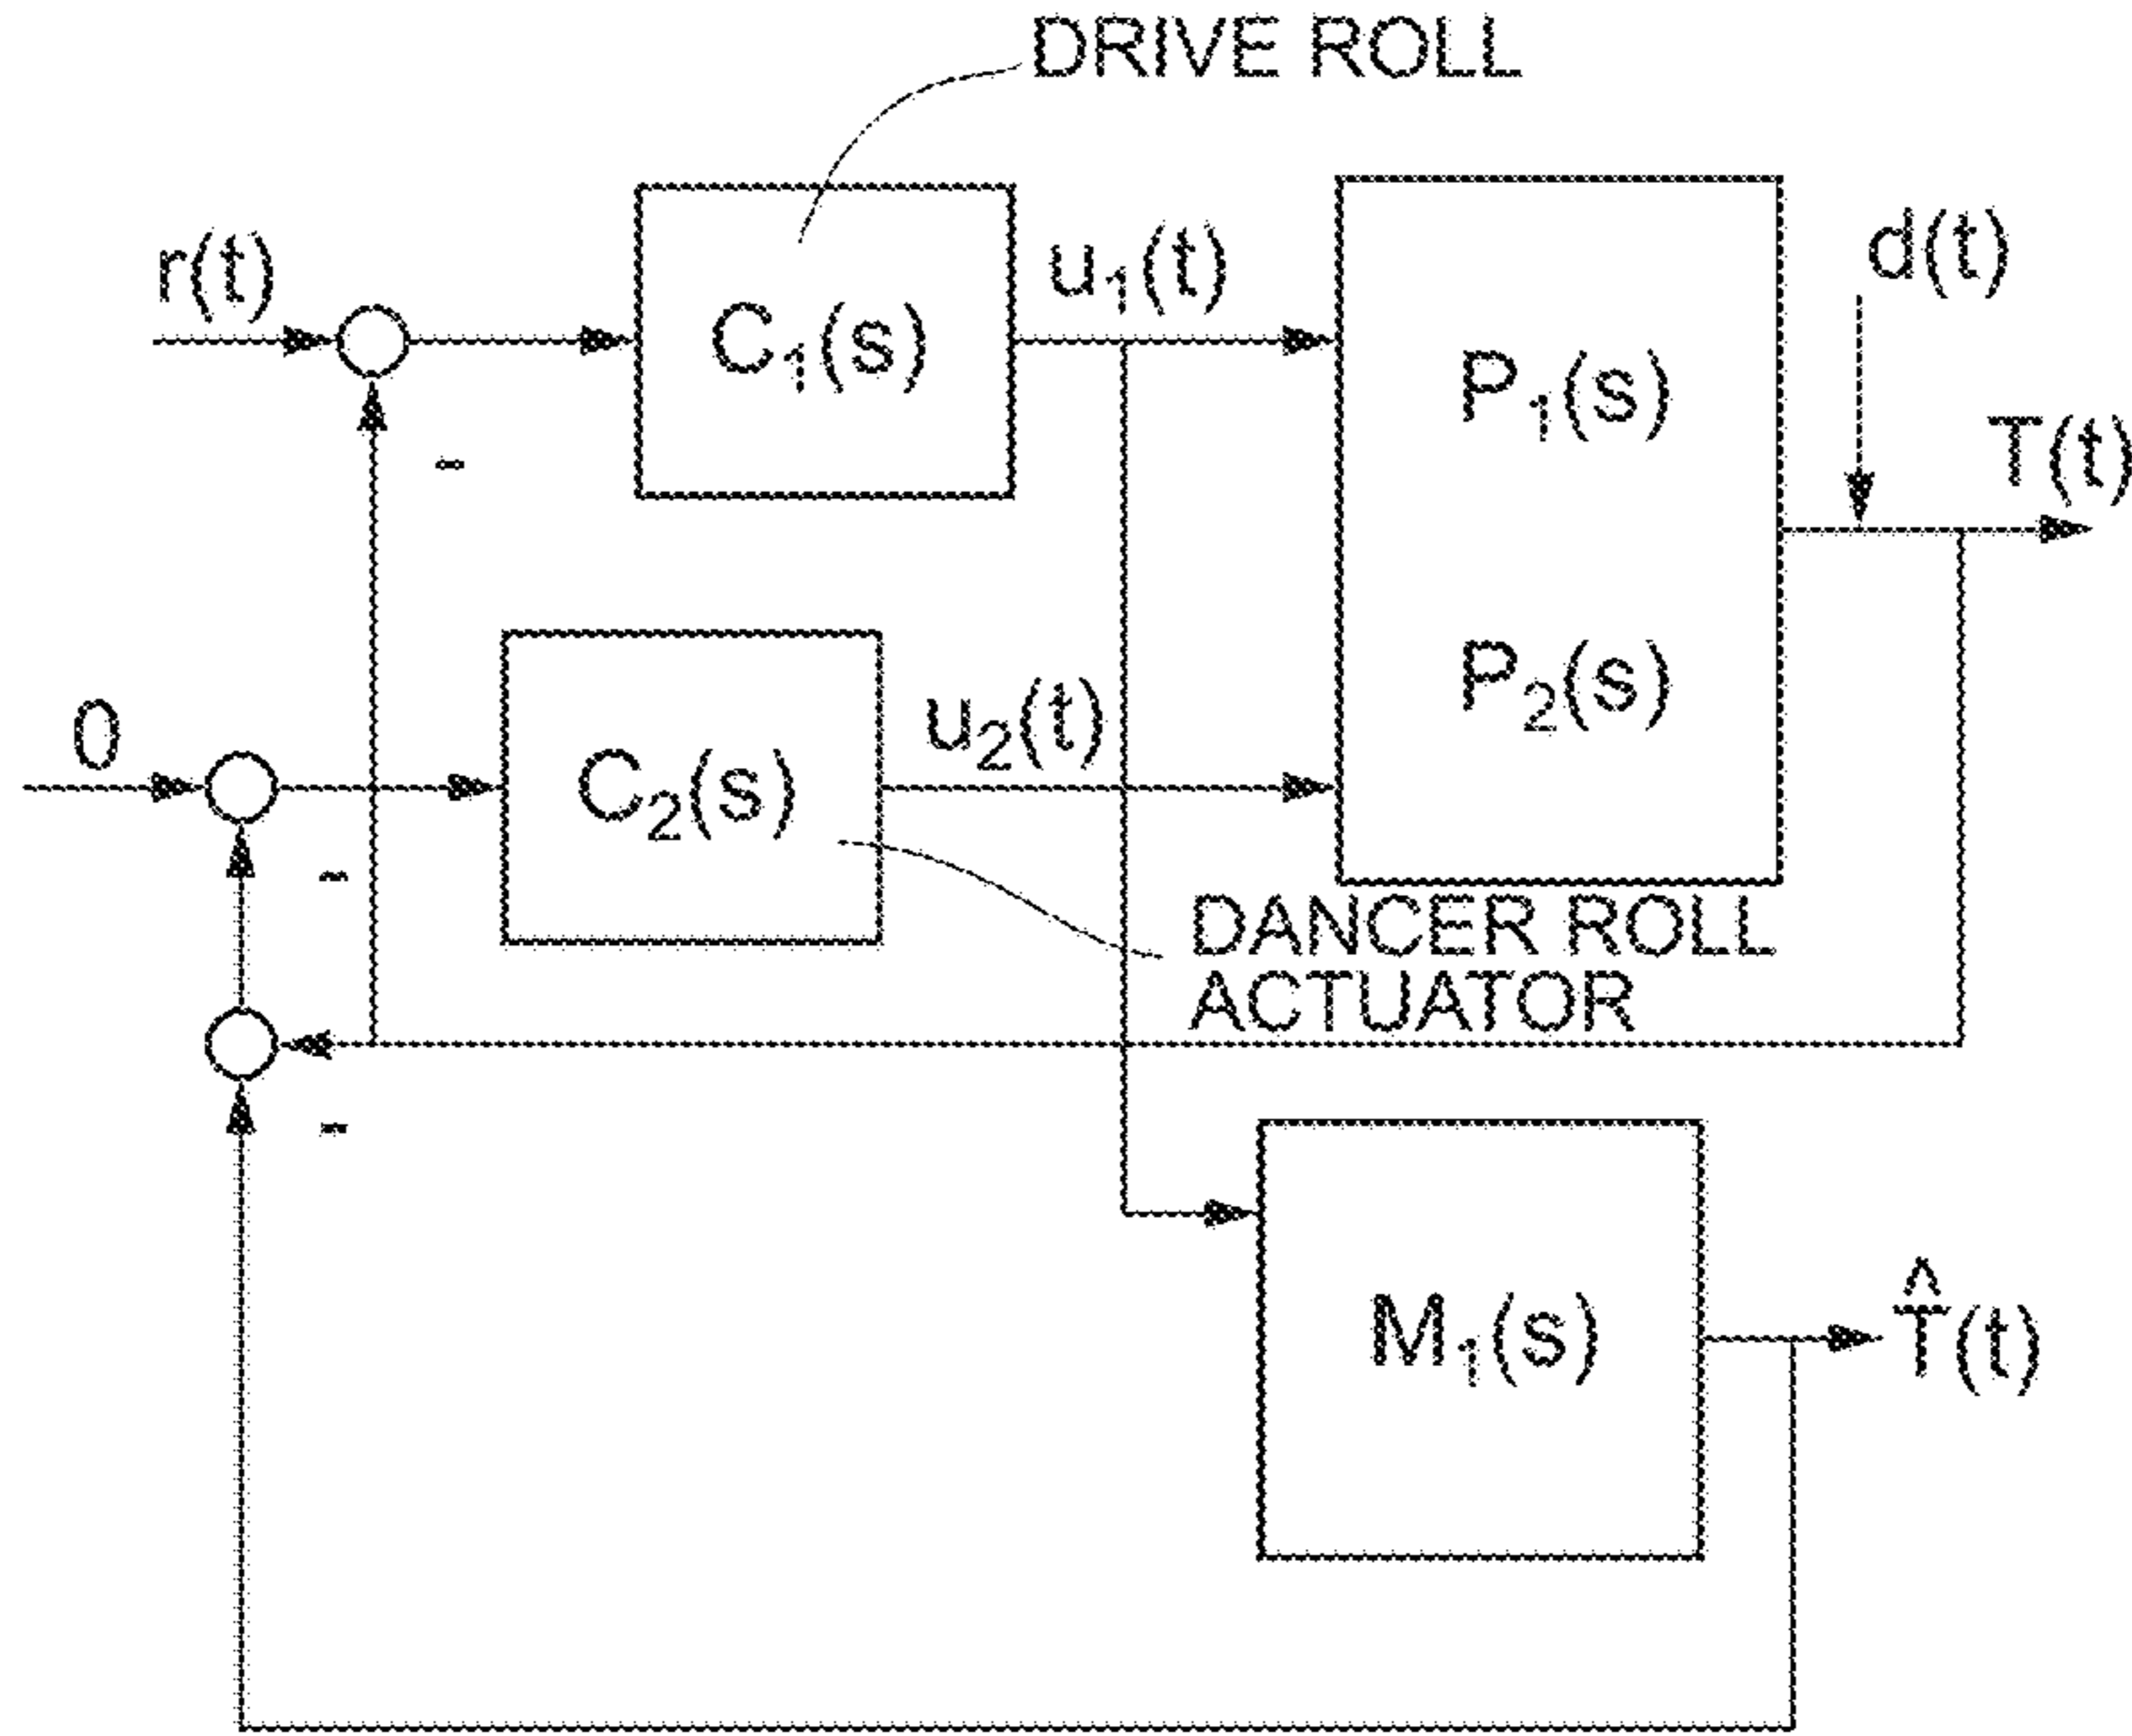 DRIVE ROLL
r(t)
C₁(s)
u₁(t)
P₁(s)
d(t)
T(t)
-
0
C₂(s)
u₂(t)
P₂(s)
-
DANCER ROLL
ACTUATOR
-
M₁(s)
T̂(t)